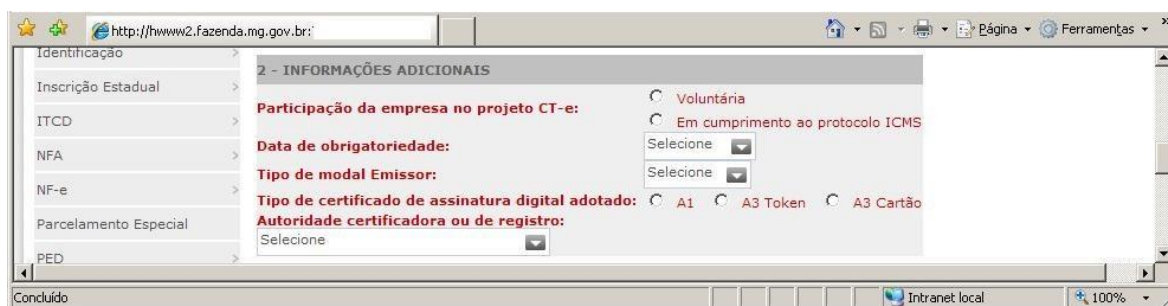 http://hwww2.fazenda.mg.gov.br:
Página
Ferramentas
»
Identificação >
Inscrição Estadual >
ITCD >
NFA >
NF-e >
Parcelamento Especial
PED >
2 - INFORMAÇÕES ADICIONAIS
Participação da empresa no projeto CT-e:
Voluntária
Em cumprimento ao protocolo ICMS
Data de obrigatoriedade: Selecione
Tipo de modal Emissor: Selecione
Tipo de certificado de assinatura digital adotado: A1 A3 Token A3 Cartão
Autoridade certificadora ou de registro:
Selecione
Concluído
Intranet local
100%